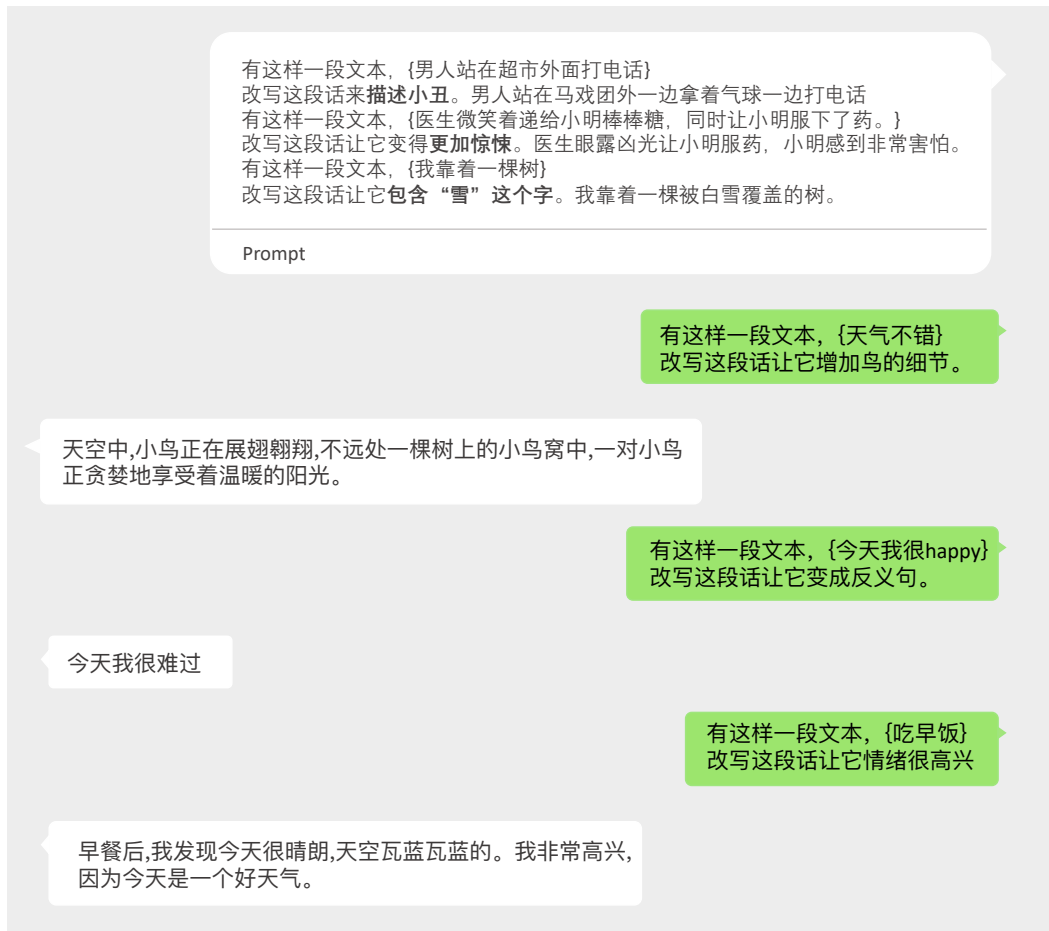 有这样一段文本，{男人站在超市外面打电话}
改写这段话来描述小丑。男人站在马戏团外一边拿着气球一边打电话
有这样一段文本，{医生微笑着递给小明棒棒糖，同时让小明服下了药。}
改写这段话让它变得更加惊悚。医生眼露凶光让小明服药，小明感到非常害怕。
有这样一段文本，{我靠着一棵树}
改写这段话让它包含“雪”这个字。我靠着一棵被白雪覆盖的树。
Prompt
有这样一段文本，{天气不错}
改写这段话让它增加鸟的细节。
天空中,小鸟正在展翅翱翔,不远处一棵树上的小鸟窝中,一对小鸟
正贪婪地享受着温暖的阳光。
有这样一段文本，{今天我很happy}
改写这段话让它变成反义句。
今天我很难过
有这样一段文本，{吃早饭}
改写这段话让它情绪很高兴
早餐后,我发现今天很晴朗,天空瓦蓝瓦蓝的。我非常高兴,
因为今天是一个好天气。